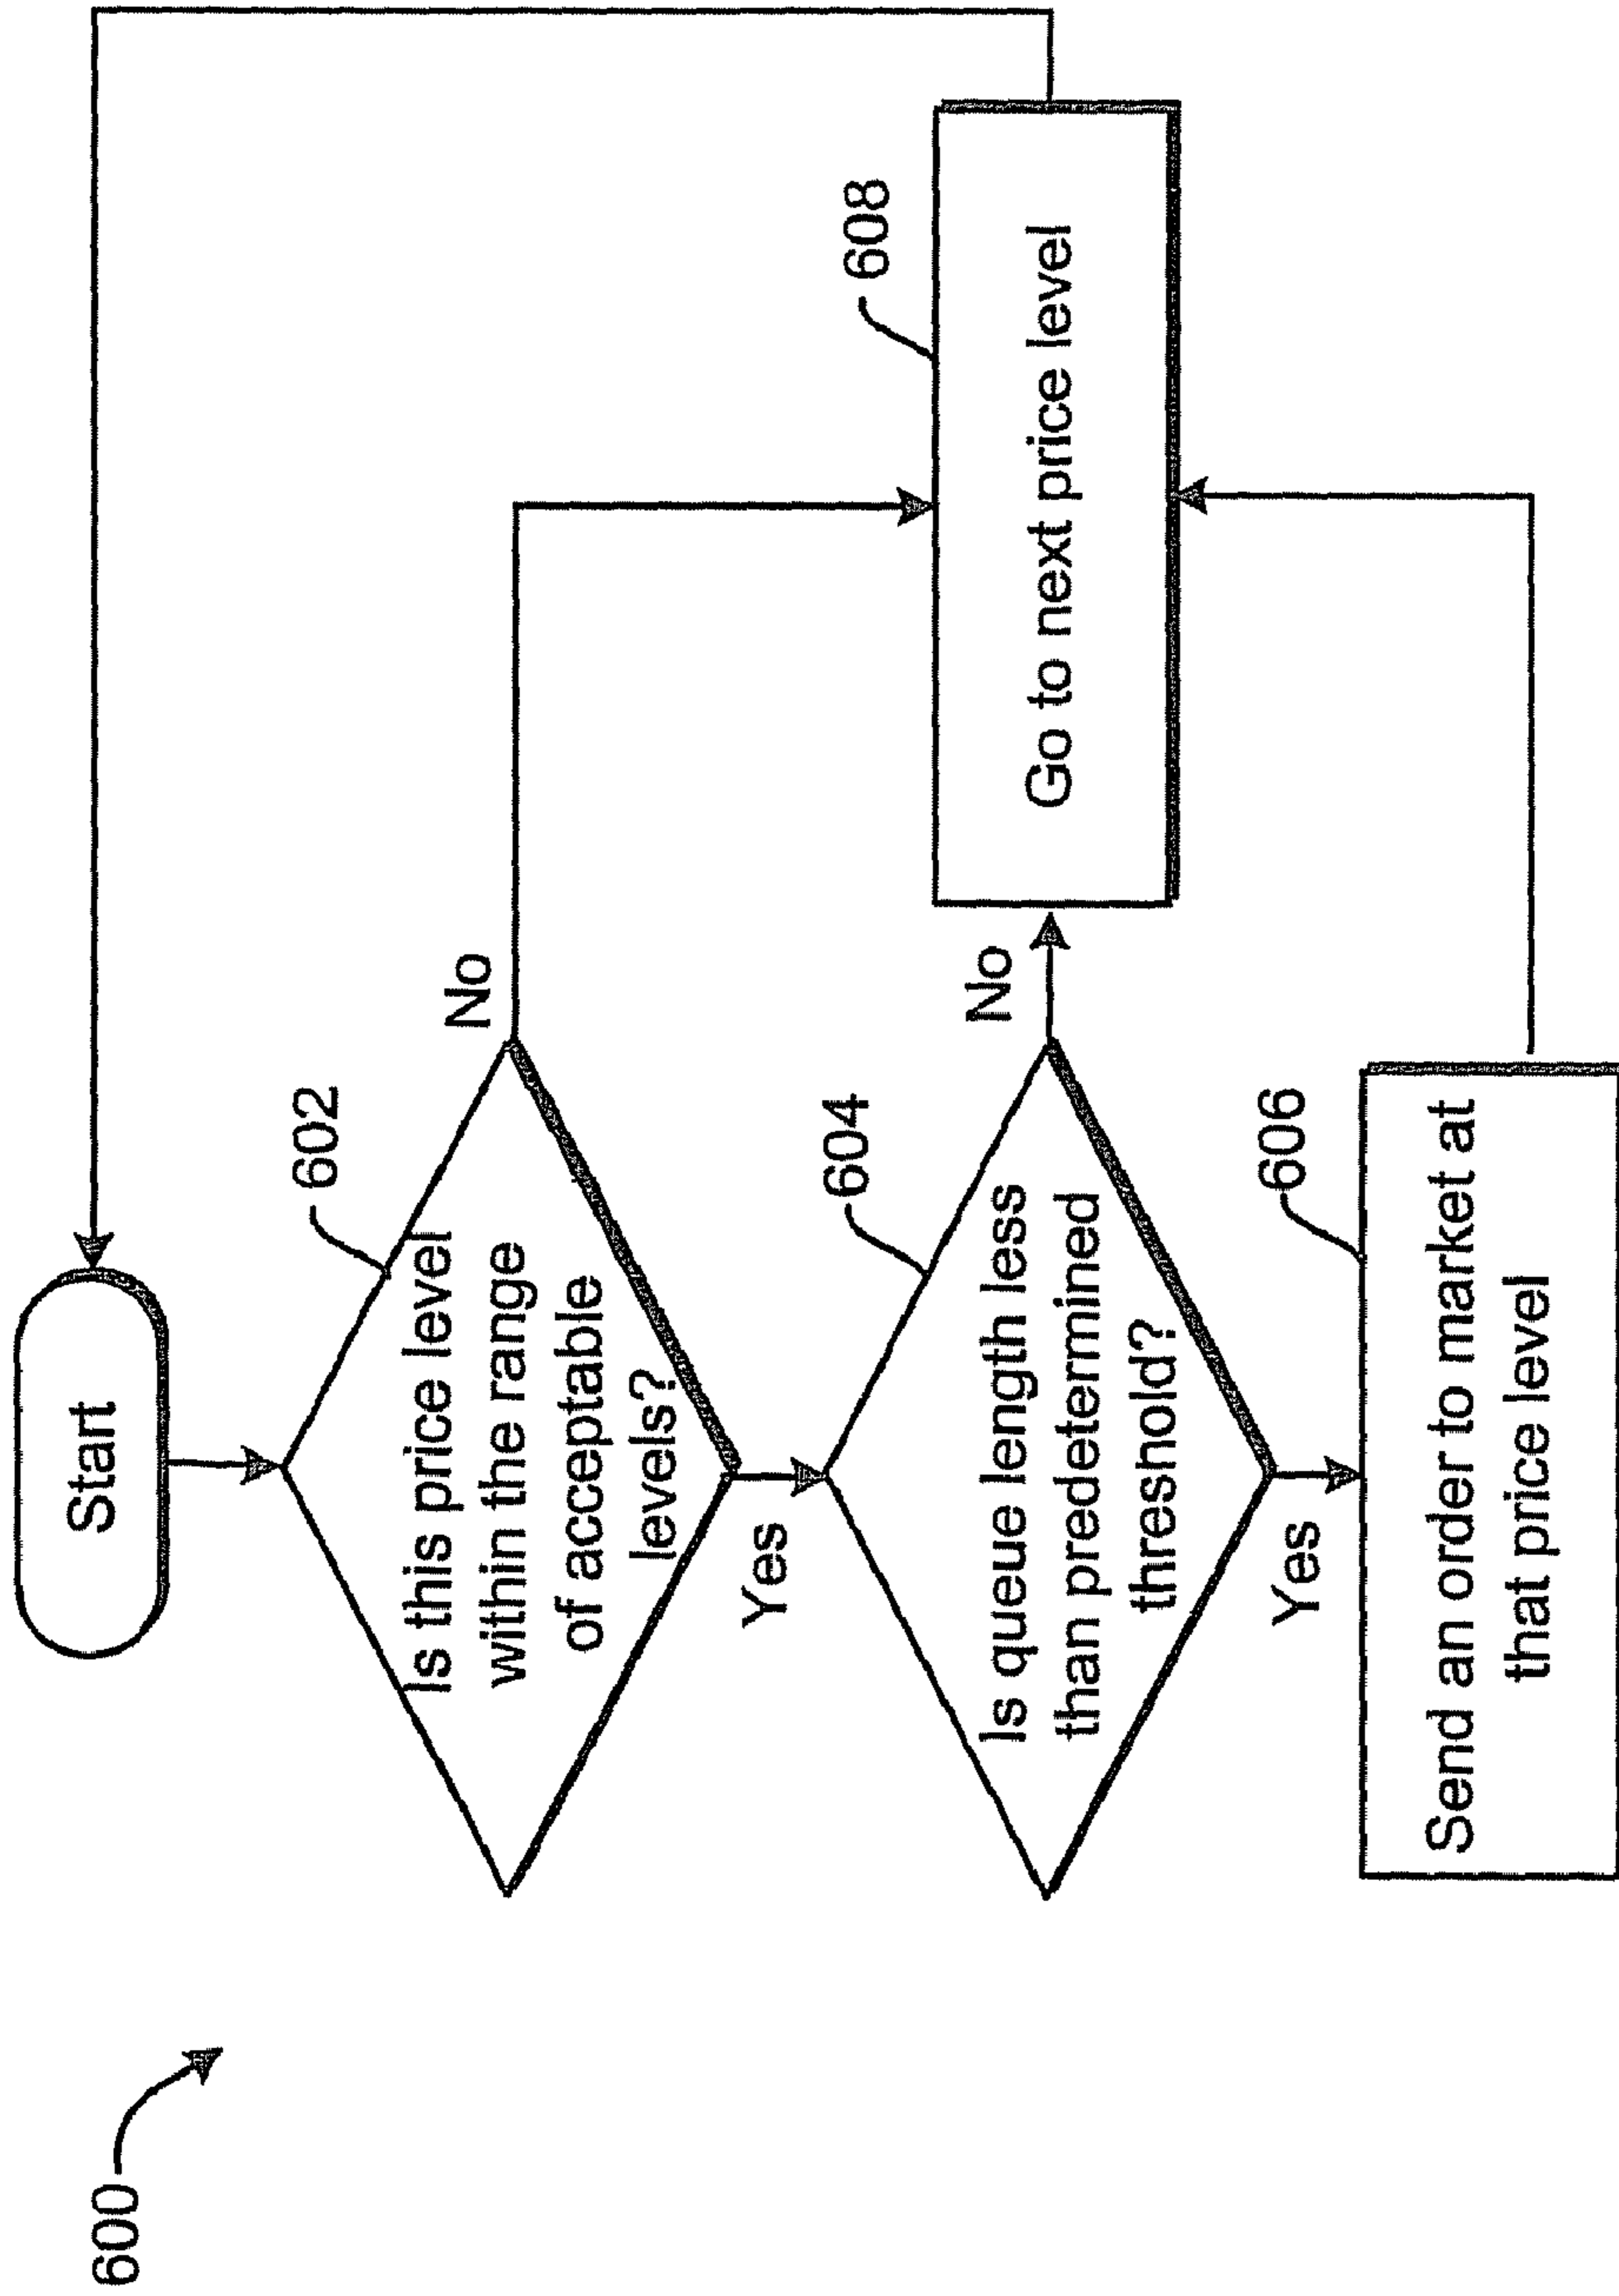 600
Start
602
Is this price level
within the range
of acceptable
levels?
No
Yes
604
Is queue length less
than predetermined
threshold?
No
608
Go to next price level
Yes
606
Send an order to market at
that price level